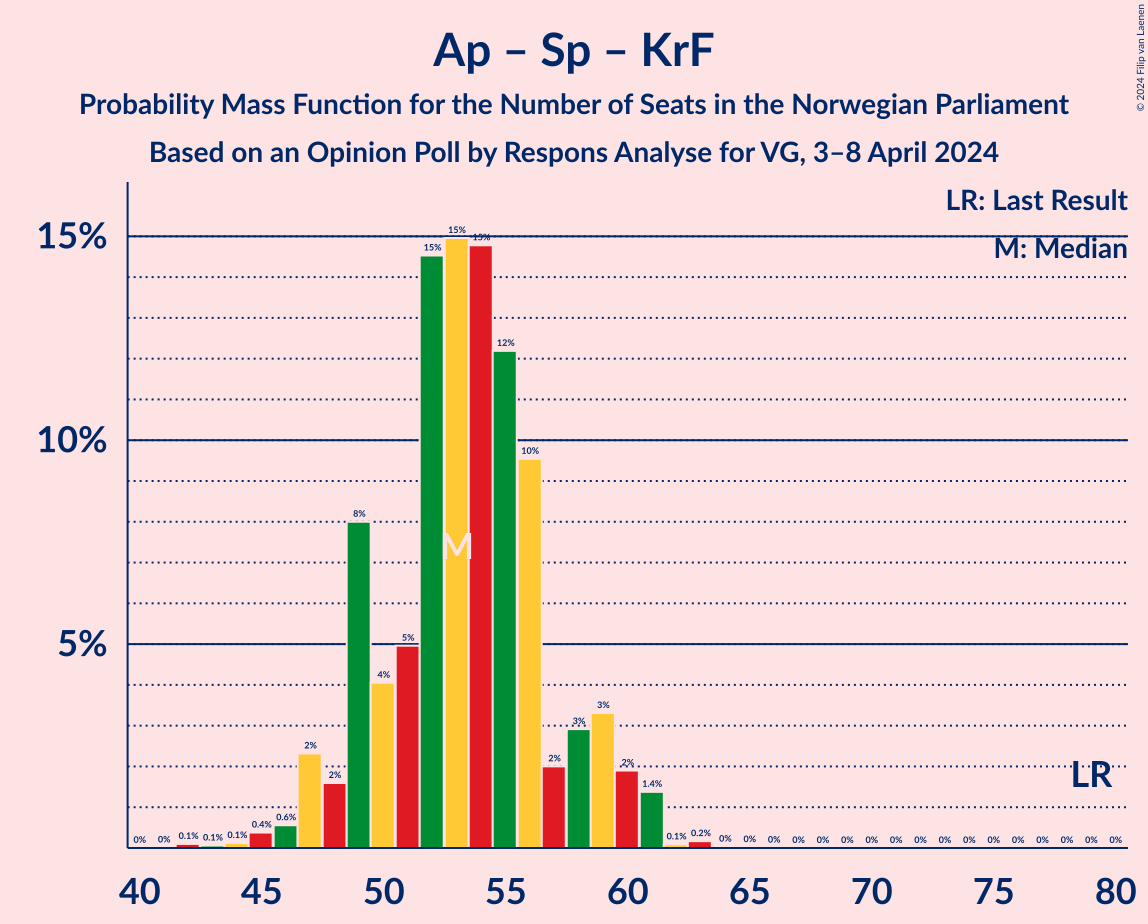 Ap – Sp – KrF
Probability Mass Function for the Number of Seats in the Norwegian Parliament
Based on an Opinion Poll by Respons Analyse for VG, 3–8 April 2024
© 2024 Filip van Laenen
LR: Last Result
M: Median
15%
10%
5%
0% 0% 0.1% 0.1% 0.1% 0.4% 0.6% 2% 2% 8% 4% 5% 15% 15% 15% 12% 10% 2% 3% 3% 2% 1.4% 0.1% 0.2% 0% 0% 0% 0% 0% 0% 0% 0% 0% 0% 0% 0% 0% 0% 0% 0% 0%
M
LR
40 45 50 55 60 65 70 75 80